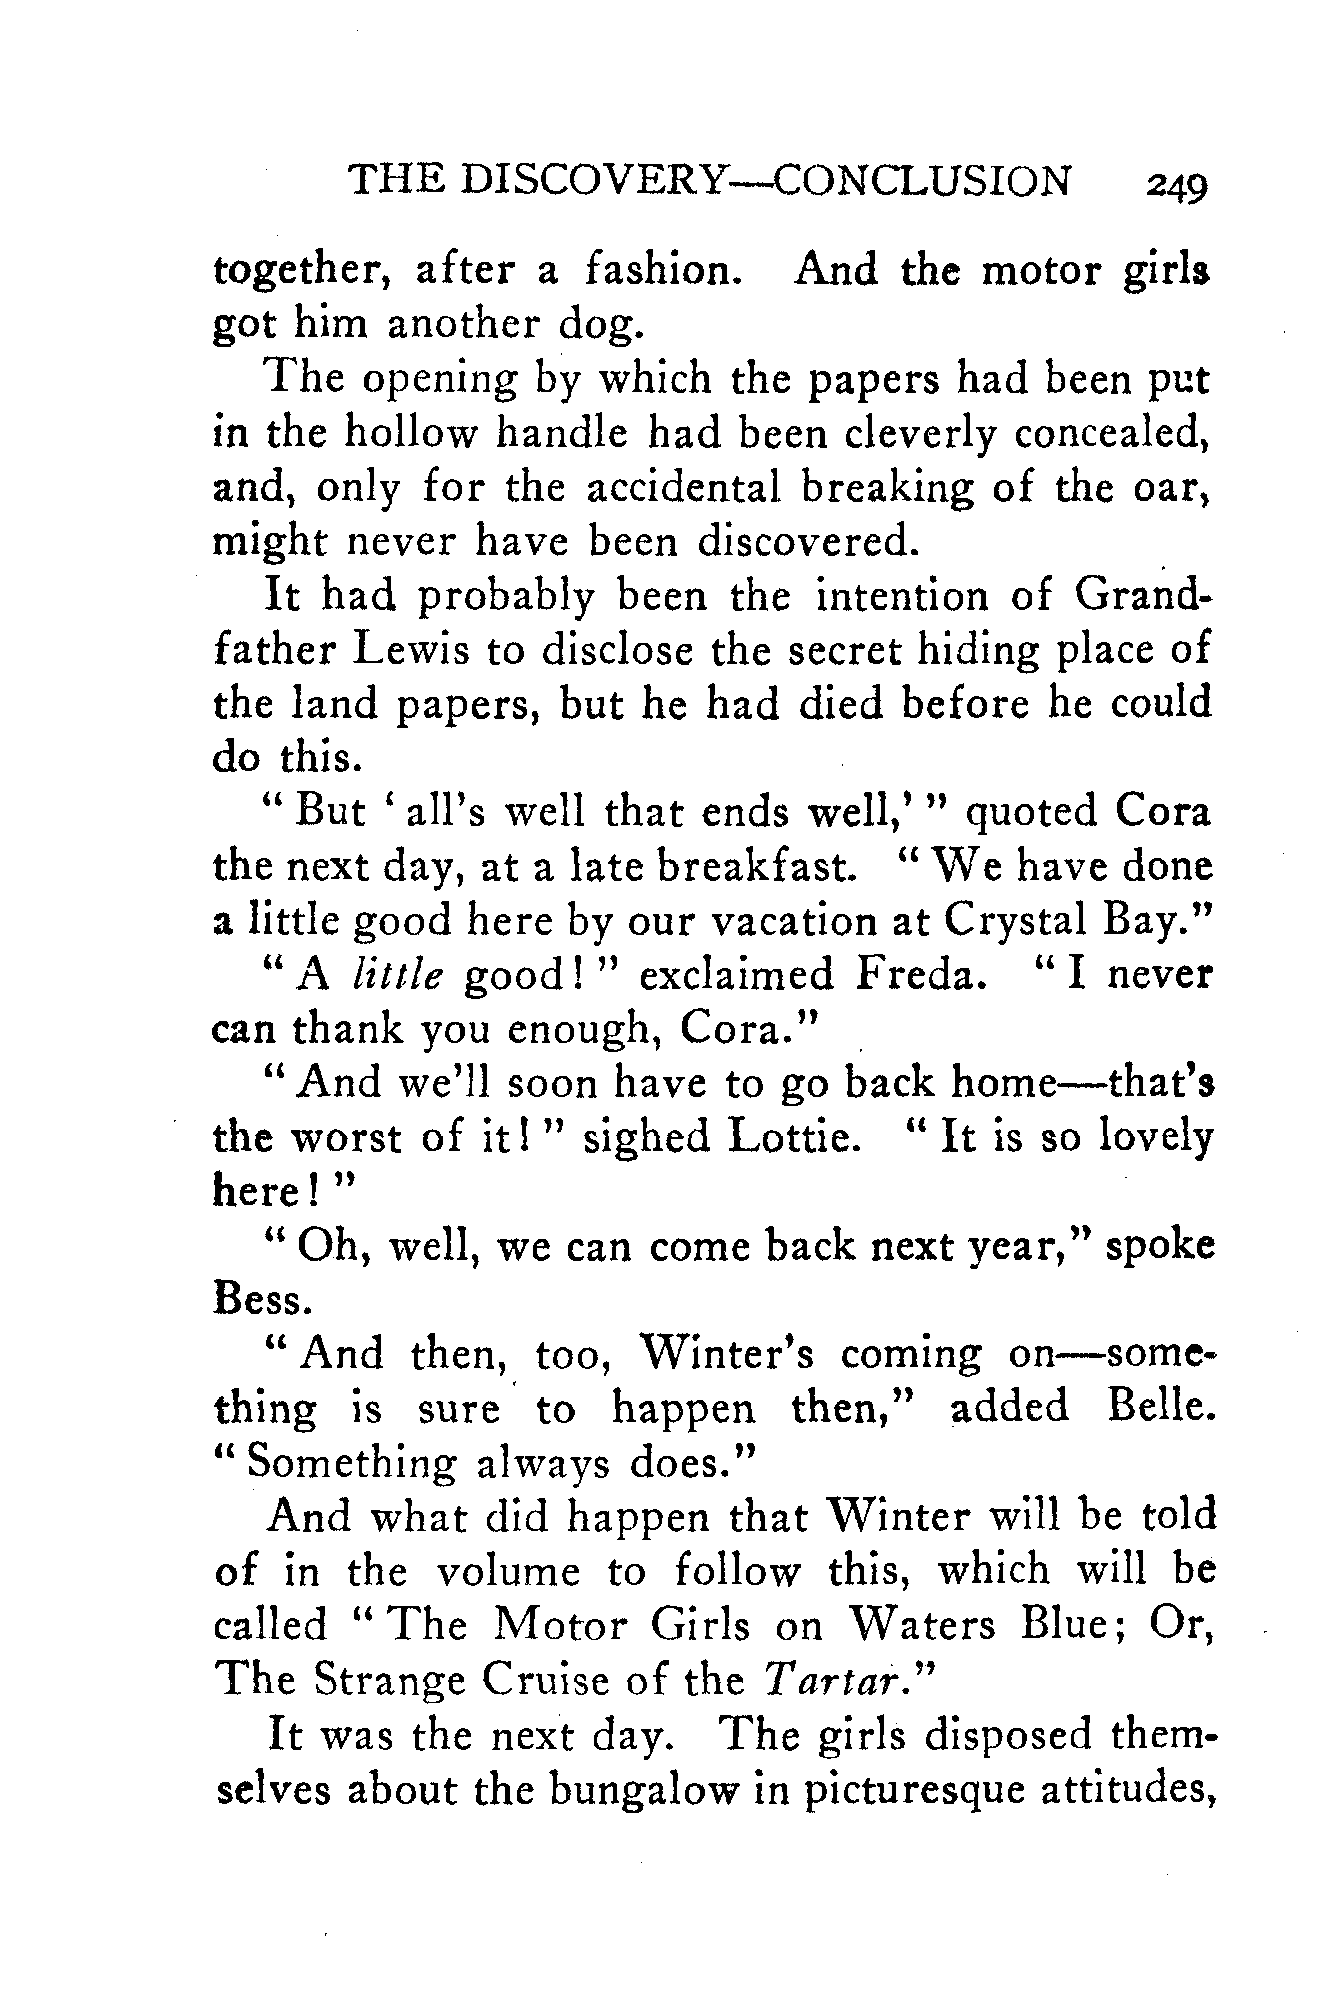 THE DISCOVERY—CONCLUSION 249
together, after a fashion. And the motor girls
got him another dog.
The opening by which the papers had been put
in the hollow handle had been cleverly concealed,
and, only for the accidental breaking of the oar,
might never have been discovered.
It had probably been the intention of Grand-
father Lewis to disclose the secret hiding place of
the land papers, but he had died before he could
do this.
“ But ‘ all’s well that ends well,’ ” quoted Cora
the next day, at a late breakfast. “ We have done
a little good here by our vacation at Crystal Bay.”
“ A little good! ” exclaimed Freda. “ I never
can thank you enough, Cora.”
“ And we’ll soon have to go back home—that’s
the worst of it! ” sighed Lottie. “ It is so lovely
here! ”
“ Oh, well, we can come back next year,” spoke
Bess.
“ And then, too, Winter’s coming on—some-
thing is sure to happen then,” added Belle.
“ Something always does.”
And what did happen that Winter will be told
of in the volume to follow this, which will be
called “ The Motor Girls on Waters Blue; Or,
The Strange Cruise of the Tartar.”
It was the next day. The girls disposed them-
selves about the bungalow in picturesque attitudes,